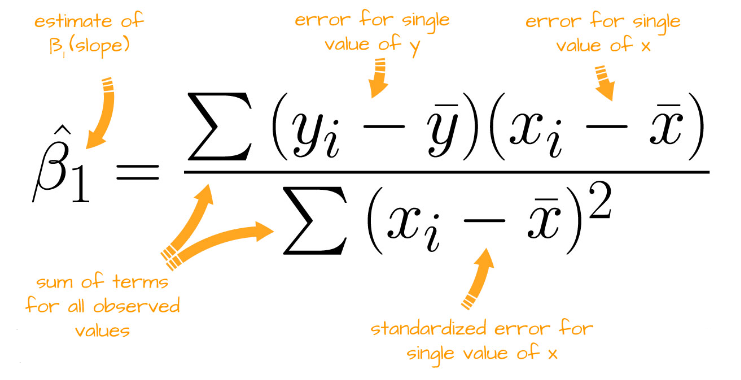 estimate of
β₁ (slope)
error for single
value of y
error for single
value of x
β̂₁ = ∑ (yᵢ − ȳ)(xᵢ − x̄)
∑ (xᵢ − x̄)²
sum of terms
for all observed
values
standardized error for
single value of x